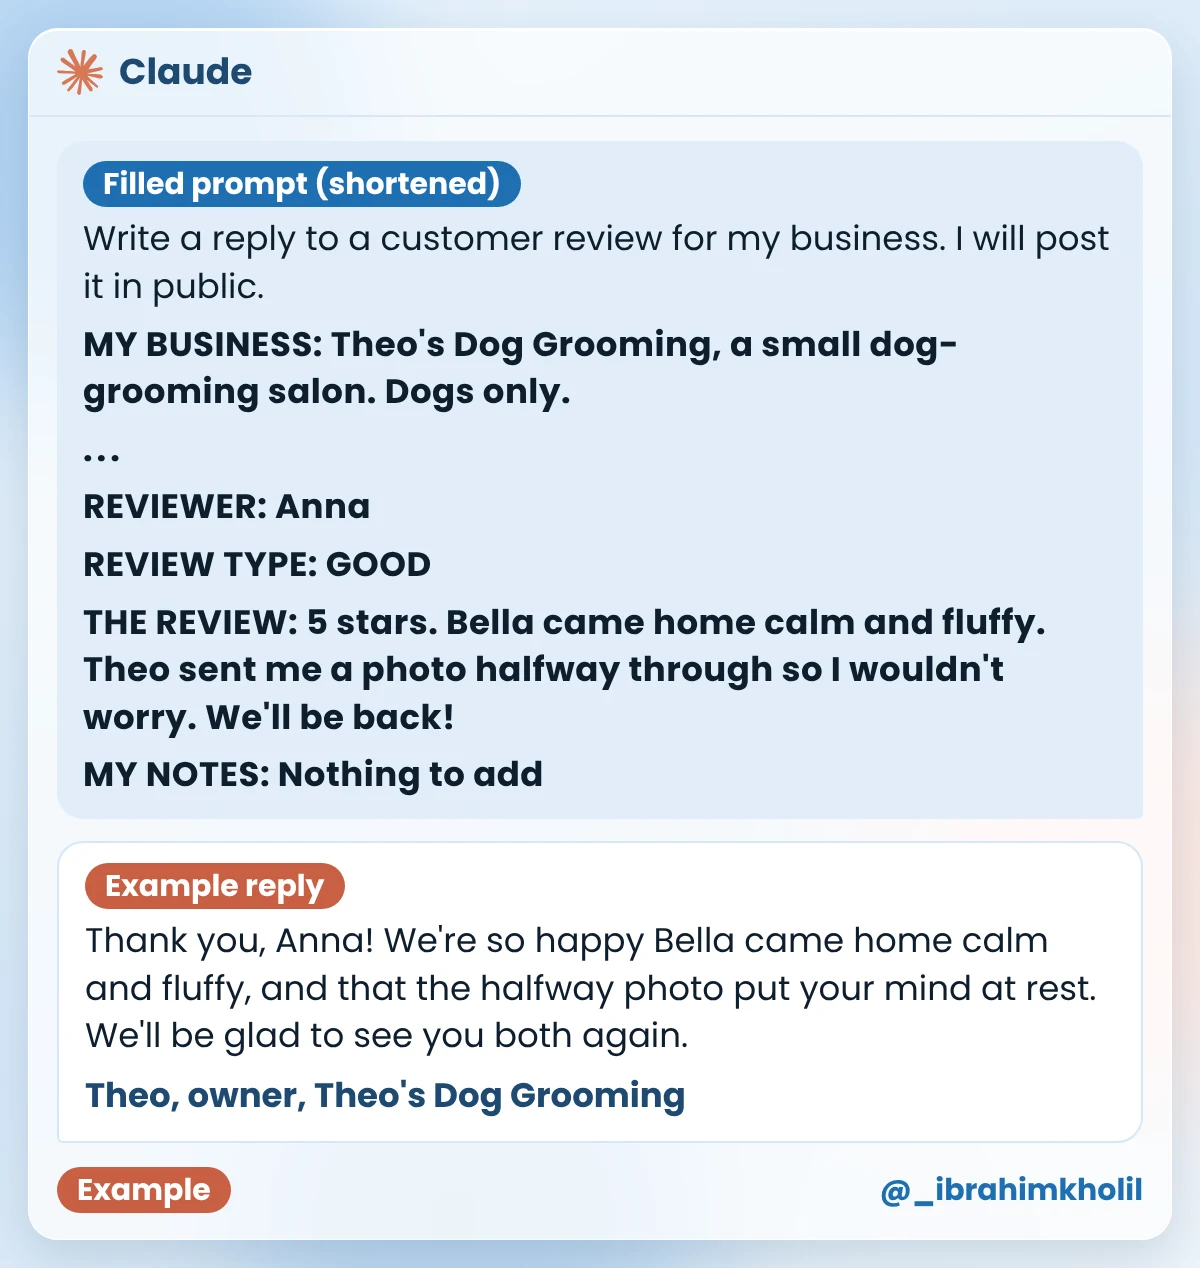 Claude
Filled prompt (shortened)
Write a reply to a customer review for my business. I will post
it in public.
MY BUSINESS: Theo's Dog Grooming, a small dog-
grooming salon. Dogs only.
...
REVIEWER: Anna
REVIEW TYPE: GOOD
THE REVIEW: 5 stars. Bella came home calm and fluffy.
Theo sent me a photo halfway through so I wouldn't
worry. We'll be back!
MY NOTES: Nothing to add
Example reply
Thank you, Anna! We're so happy Bella came home calm
and fluffy, and that the halfway photo put your mind at rest.
We'll be glad to see you both again.
Theo, owner, Theo's Dog Grooming
Example
@_ibrahimkholil